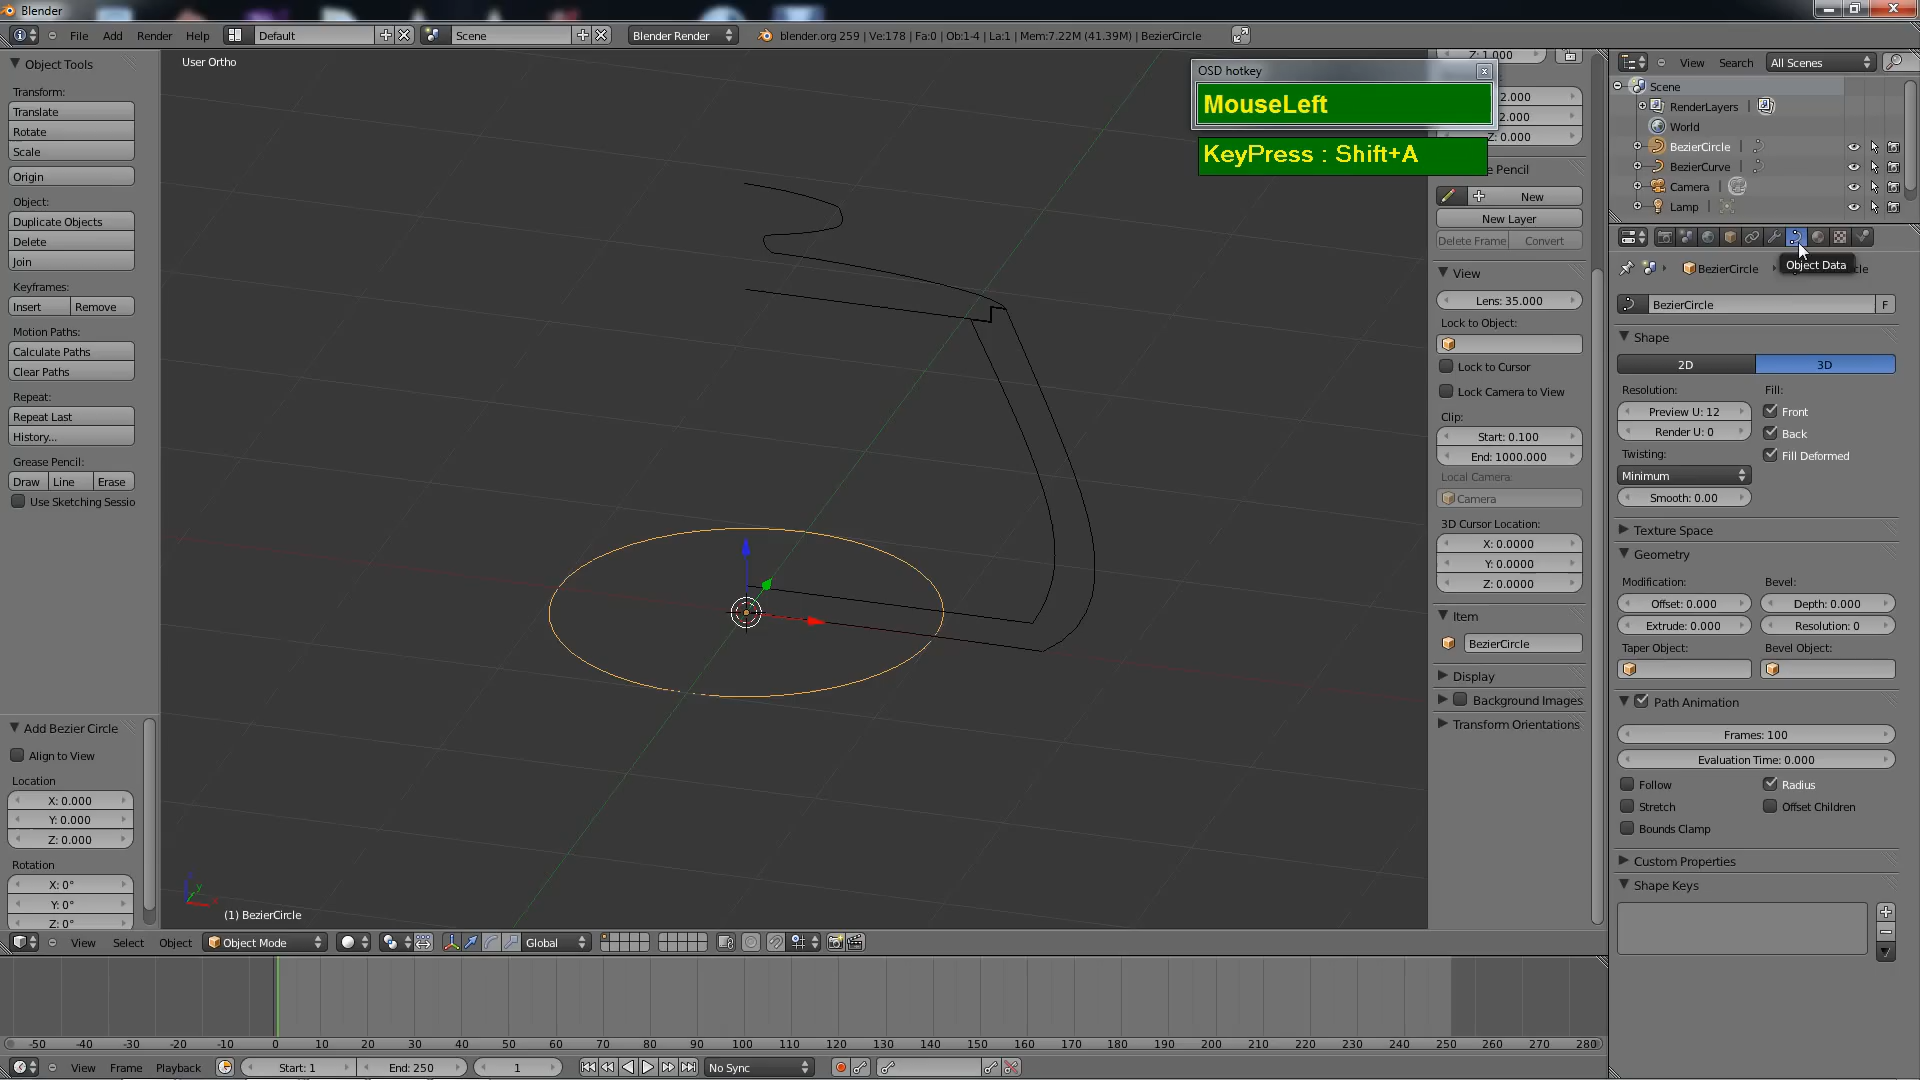 Blender
File Add Render Help Default Scene Blender Render blender.org 259 | Ve:178 | Fa:0 | Ob:1-4 | La:1 | Mem:7.22M (41.39M) | BezierCircle
Object Tools
Transform:
Translate
Rotate
Scale
Origin
Object:
Duplicate Objects
Delete
Join
Keyframes:
Insert Remove
Motion Paths:
Calculate Paths
Clear Paths
Repeat:
Repeat Last
History...
Grease Pencil:
Draw Line Erase
Use Sketching Sessio
Add Bezier Circle
Align to View
Location
X: 0.000
Y: 0.000
Z: 0.000
Rotation
X: 0°
Y: 0°
Z: 0°
User Ortho
OSD hotkey
MouseLeft
KeyPress : Shift+A
(1) BezierCircle
x
y
Z: 1.000
2.000
2.000
Z: 0.000
Pencil
New
New Layer
Delete Frame Convert
View
Lens: 35.000
Lock to Object:
Lock to Cursor
Lock Camera to View
Clip:
Start: 0.100
End: 1000.000
Local Camera:
Camera
3D Cursor Location:
X: 0.0000
Y: 0.0000
Z: 0.0000
Item
BezierCircle
Display
Background Images
Transform Orientations
View Search All Scenes
Scene
RenderLayers
World
BezierCircle
BezierCurve
Camera
Lamp
BezierCircle
Object Data
BezierCircle F
Shape
2D 3D
Resolution: Fill:
Preview U: 12 Front
Render U: 0 Back
Twisting: Fill Deformed
Minimum
Smooth: 0.00
Texture Space
Geometry
Modification: Bevel:
Offset: 0.000 Depth: 0.000
Extrude: 0.000 Resolution: 0
Taper Object: Bevel Object:
Path Animation
Frames: 100
Evaluation Time: 0.000
Follow Radius
Stretch Offset Children
Bounds Clamp
Custom Properties
Shape Keys
View Select Object Object Mode Global
-50 -40 -30 -20 -10 0 10 20 30 40 50 60 70 80 90 100 110 120 130 140 150 160 170 180 190 200 210 220 230 240 250 260 270 280
View Frame Playback Start: 1 End: 250 1 No Sync